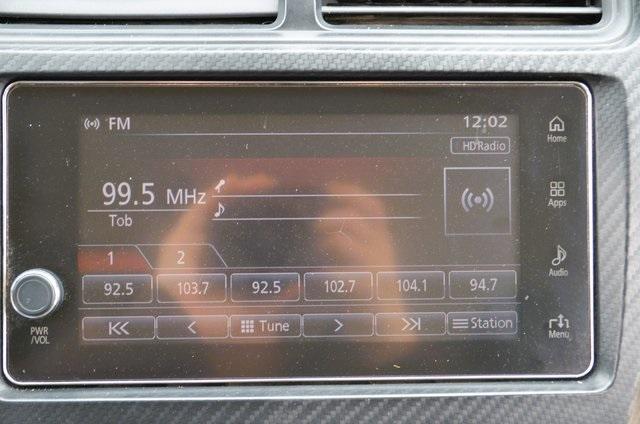 FM 12:02
HD Radio
Home
99.5 MHz
Tob
Apps
1 2
Audio
92.5 103.7 92.5 102.7 104.1 94.7
Tune Station
PWR
/VOL
Menu